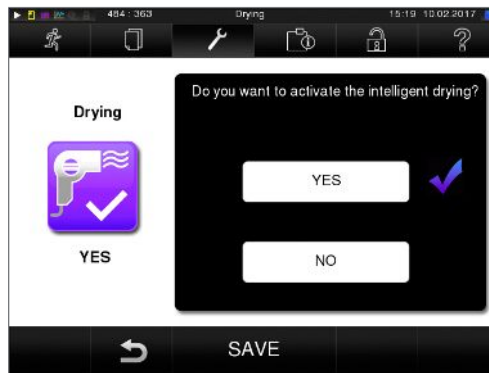 484 : 363 Drying 15:19 10.02.2017
Do you want to activate the intelligent drying?
Drying
YES
YES
NO
SAVE